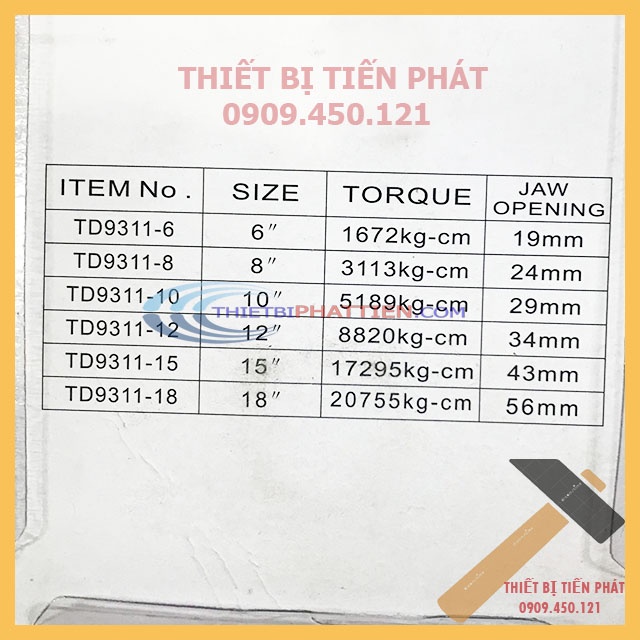 THIẾT BỊ TIẾN PHÁT
0909.450.121
ITEM No . SIZE TORQUE JAW OPENING
TD9311-6 6″ 1672kg-cm 19mm
TD9311-8 8″ 3113kg-cm 24mm
TD9311-10 10″ 5189kg-cm 29mm
THIETBIPHATTIEN.COM
TD9311-12 12″ 8820kg-cm 34mm
TD9311-15 15″ 17295kg-cm 43mm
TD9311-18 18″ 20755kg-cm 56mm
THIẾT BỊ TIẾN PHÁT
0909.450.121